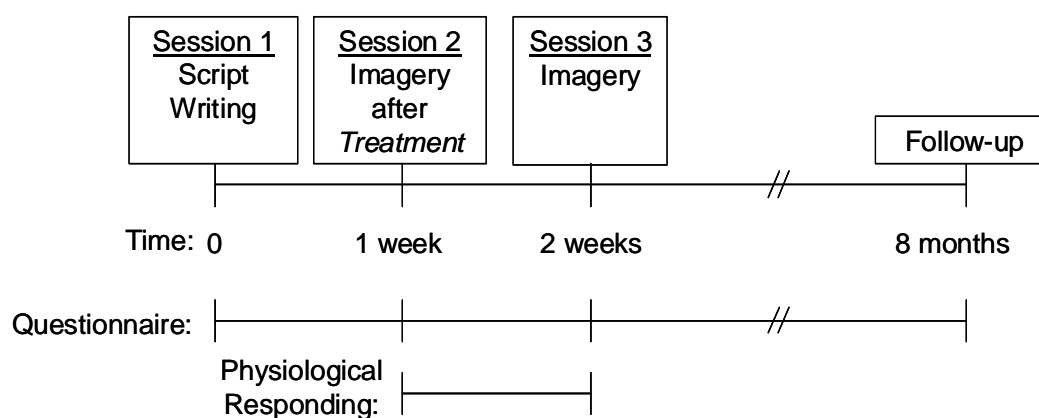 Session 1
Script
Writing
Session 2
Imagery
after
Treatment
Session 3
Imagery
Follow-up
Time: 0 1 week 2 weeks 8 months
Questionnaire:
Physiological
Responding: